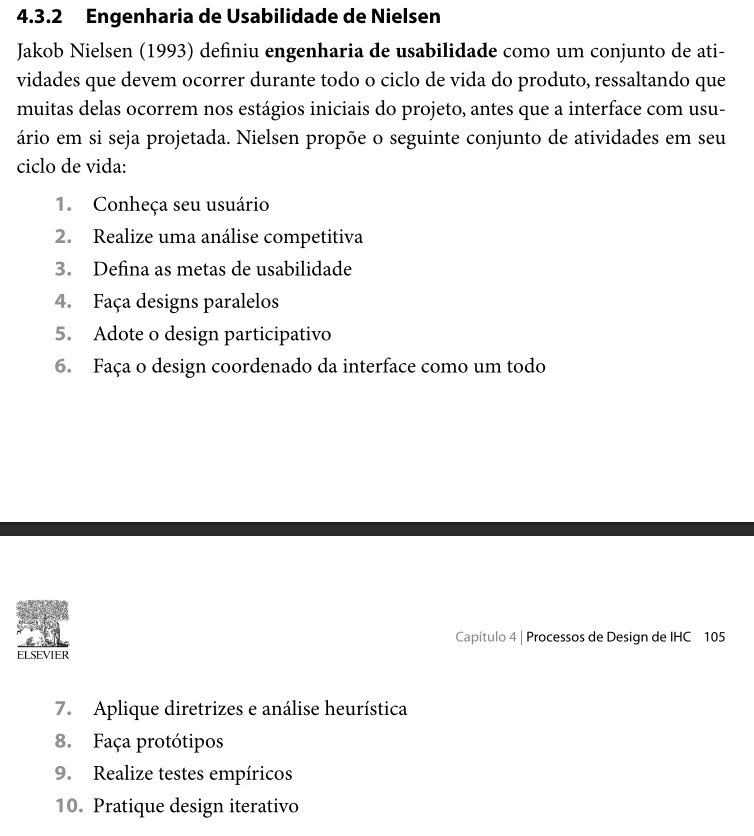 4.3.2 Engenharia de Usabilidade de Nielsen
Jakob Nielsen (1993) definiu engenharia de usabilidade como um conjunto de ati-
vidades que devem ocorrer durante todo o ciclo de vida do produto, ressaltando que
muitas delas ocorrem nos estágios iniciais do projeto, antes que a interface com usu-
ário em si seja projetada. Nielsen propõe o seguinte conjunto de atividades em seu
ciclo de vida:
1. Conheça seu usuário
2. Realize uma análise competitiva
3. Defina as metas de usabilidade
4. Faça designs paralelos
5. Adote o design participativo
6. Faça o design coordenado da interface como um todo
ELSEVIER
Capítulo 4 | Processos de Design de IHC 105
7. Aplique diretrizes e análise heurística
8. Faça protótipos
9. Realize testes empíricos
10. Pratique design iterativo